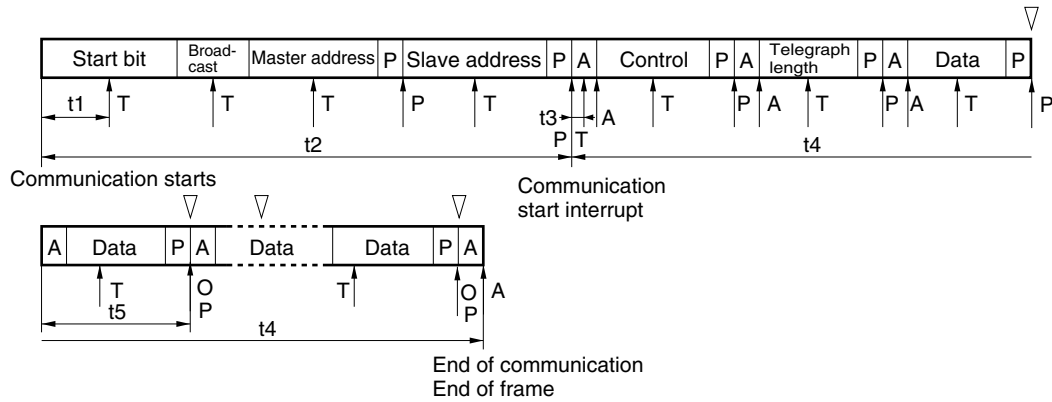 Start bit Broad-cast Master address P Slave address P A Control P A Telegraph length P A Data P
t1 T T T P T t3 A T P A T P A T P
P T
t2 t4
Communication starts
Communication
start interrupt
A Data P A Data Data P A
T O T O A
t5 P P
t4
End of communication
End of frame